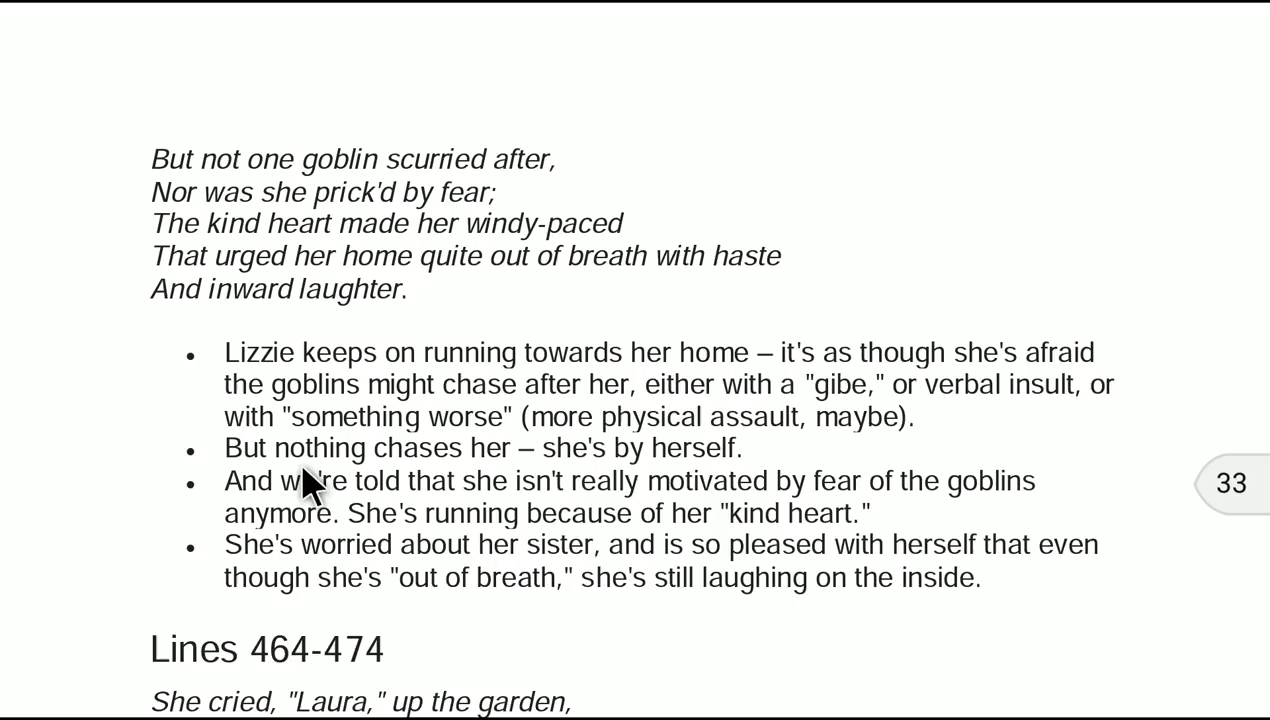 But not one goblin scurried after,
Nor was she prick'd by fear;
The kind heart made her windy-paced
That urged her home quite out of breath with haste
And inward laughter.
• Lizzie keeps on running towards her home – it's as though she's afraid
the goblins might chase after her, either with a "gibe," or verbal insult, or
with "something worse" (more physical assault, maybe).
• But nothing chases her – she's by herself.
• And we're told that she isn't really motivated by fear of the goblins
anymore. She's running because of her "kind heart."
• She's worried about her sister, and is so pleased with herself that even
though she's "out of breath," she's still laughing on the inside.
33
Lines 464-474
She cried, "Laura," up the garden,